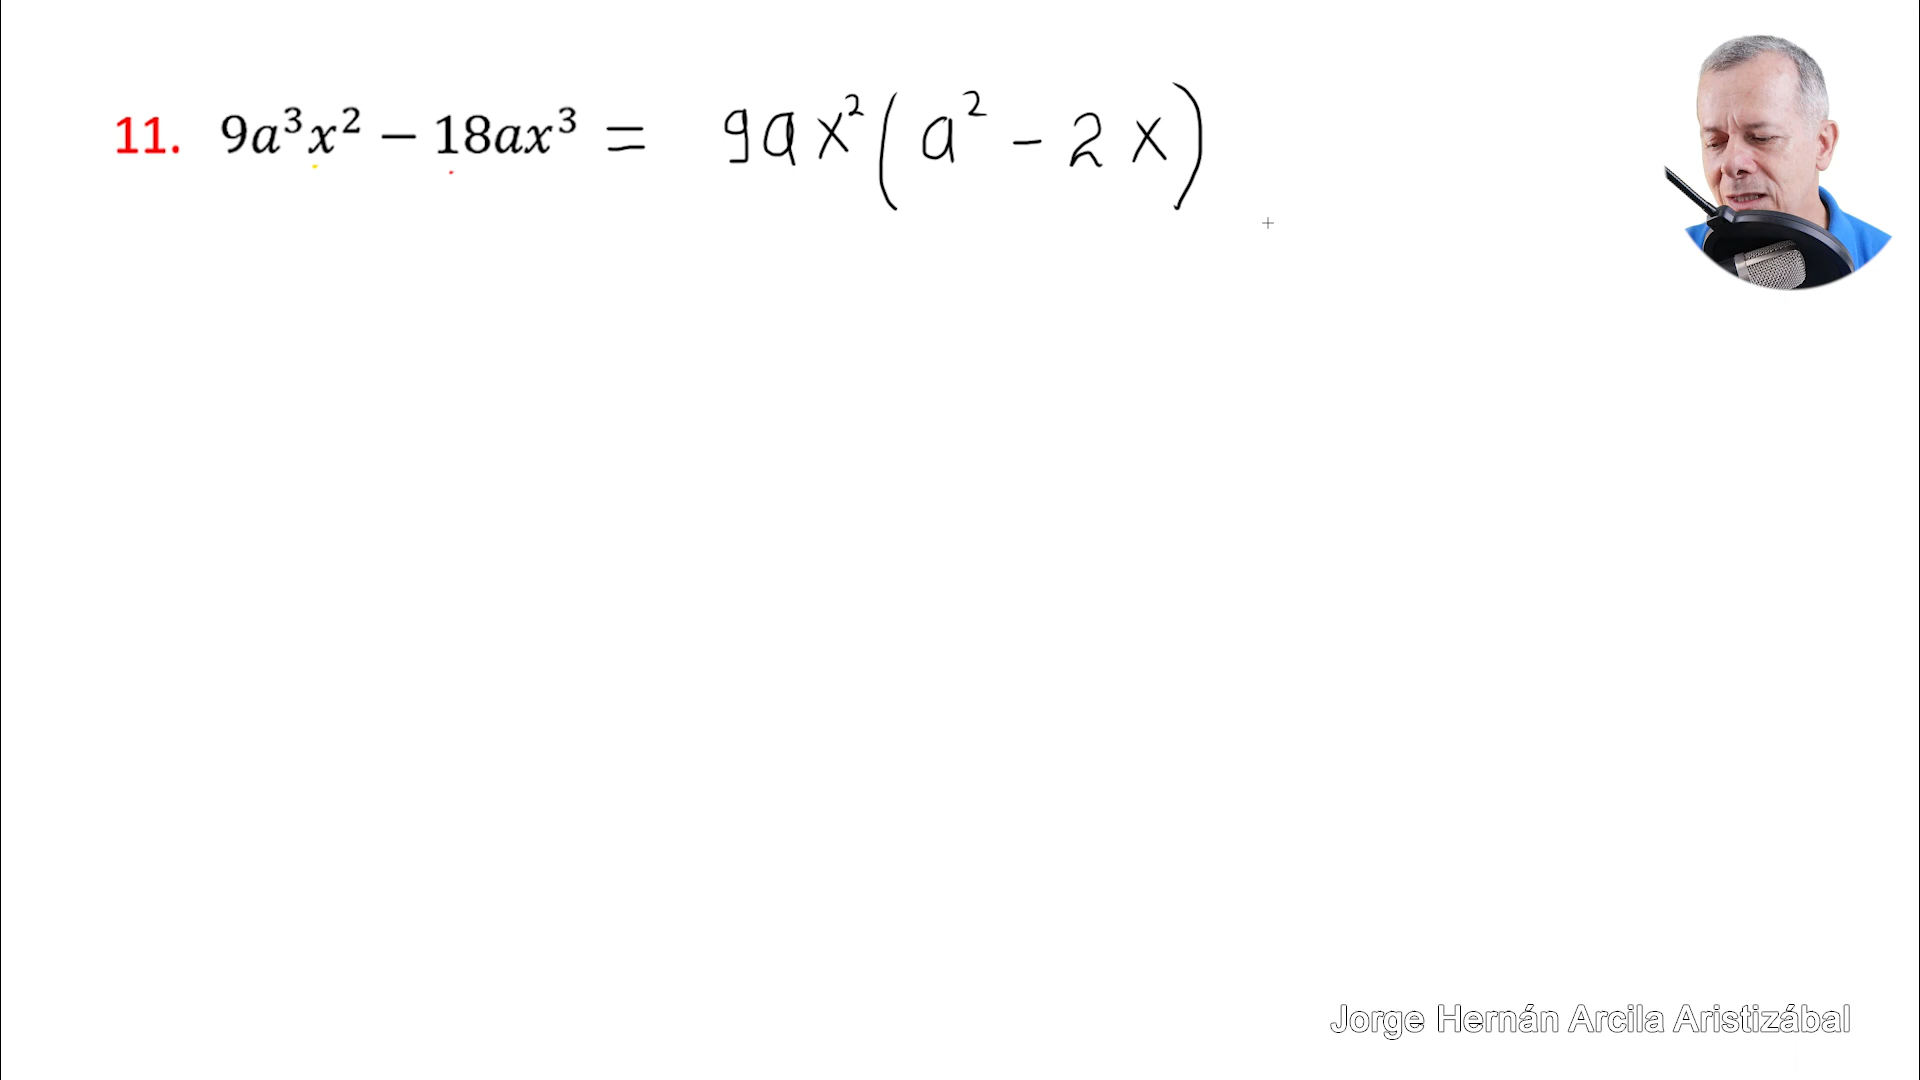 11. 9a³x² − 18ax³ = 9ax²(a² - 2x)
Jorge Hernán Arcila Aristizábal